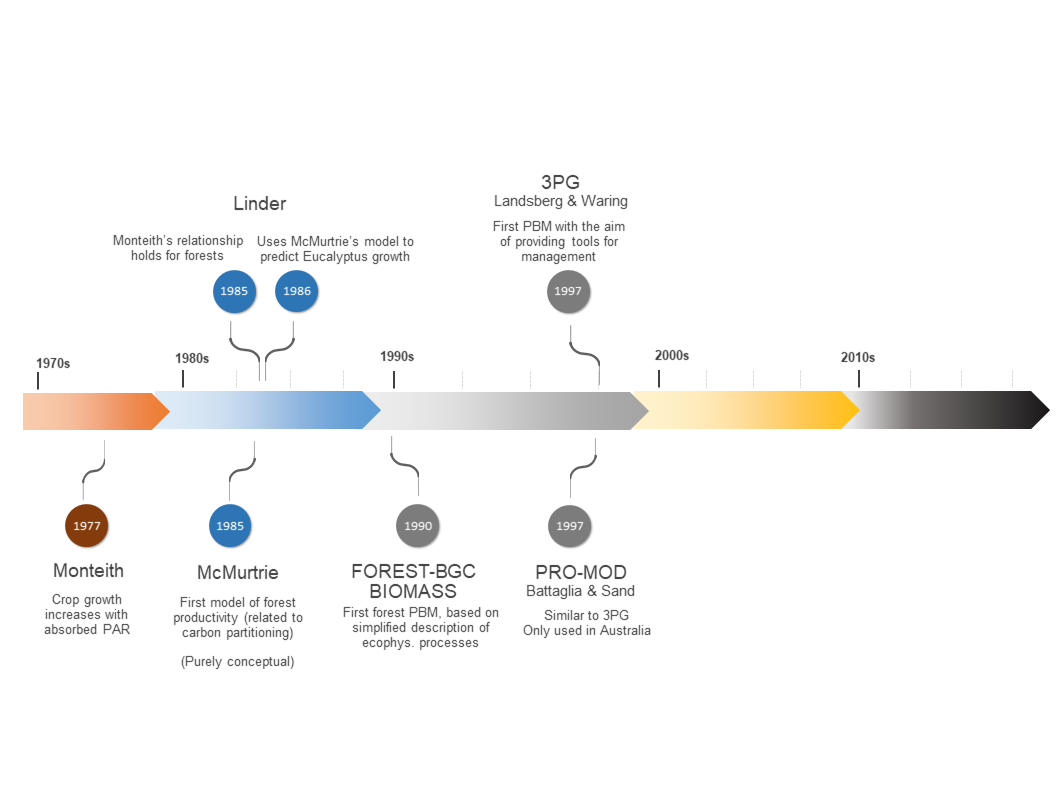 3PG
Landsberg & Waring
First PBM with the aim
of providing tools for
management
1997
Linder
Monteith's relationship
holds for forests
1985
Uses McMurtrie's model to
predict Eucalyptus growth
1986
1970s
1980s
1990s
2000s
2010s
1977
Monteith
Crop growth
increases with
absorbed PAR
1985
McMurtrie
First model of forest
productivity (related to
carbon partitioning)
(Purely conceptual)
1990
FOREST-BGC
BIOMASS
First forest PBM, based on
simplified description of
ecophys. processes
1997
PRO-MOD
Battaglia & Sand
Similar to 3PG
Only used in Australia